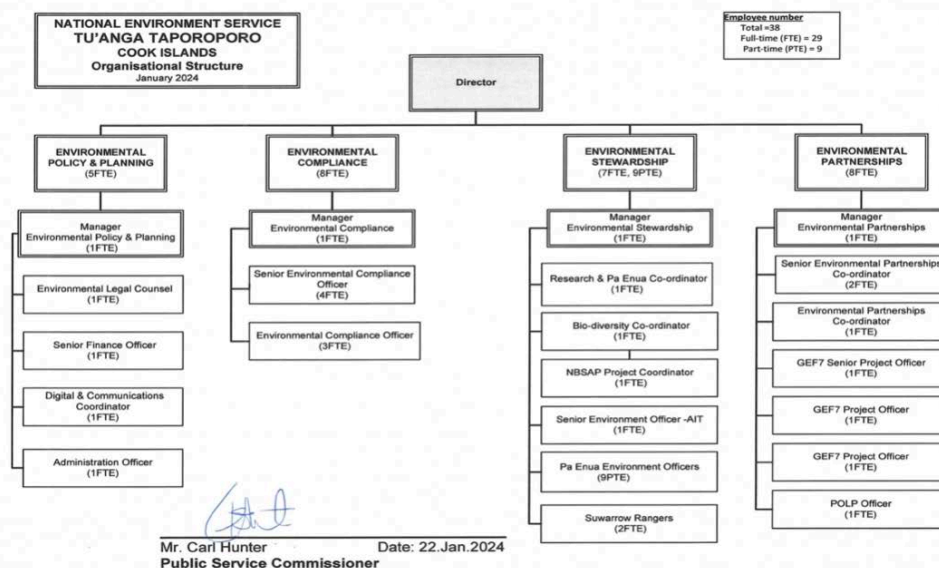 NATIONAL ENVIRONMENT SERVICE
TU'ANGA TAPOROPORO
COOK ISLANDS
Organisational Structure
January 2024
Employee number
Total =38
Full-time (FTE) = 29
Part-time (PTE) = 9
Director
ENVIRONMENTAL
POLICY & PLANNING
(5FTE)
ENVIRONMENTAL
COMPLIANCE
(8FTE)
ENVIRONMENTAL
STEWARDSHIP
(7FTE, 9PTE)
ENVIRONMENTAL
PARTNERSHIPS
(8FTE)
Manager
Environmental Policy & Planning
(1FTE)
Environmental Legal Counsel
(1FTE)
Senior Finance Officer
(1FTE)
Digital & Communications
Coordinator
(1FTE)
Administration Officer
(1FTE)
Manager
Environmental Compliance
(1FTE)
Senior Environmental Compliance
Officer
(4FTE)
Environmental Compliance Officer
(3FTE)
Manager
Environmental Stewardship
(1FTE)
Research & Pa Enua Co-ordinator
(1FTE)
Bio-diversity Co-ordinator
(1FTE)
NBSAP Project Coordinator
(1FTE)
Senior Environment Officer -AIT
(1FTE)
Pa Enua Environment Officers
(9PTE)
Suwarrow Rangers
(2FTE)
Manager
Environmental Partnerships
(1FTE)
Senior Environmental Partnerships
Co-ordinator
(2FTE)
Environmental Partnerships
Co-ordinator
(1FTE)
GEF7 Senior Project Officer
(1FTE)
GEF7 Project Officer
(1FTE)
GEF7 Project Officer
(1FTE)
POLP Officer
(1FTE)
Mr. Carl Hunter Date: 22.Jan.2024
Public Service Commissioner